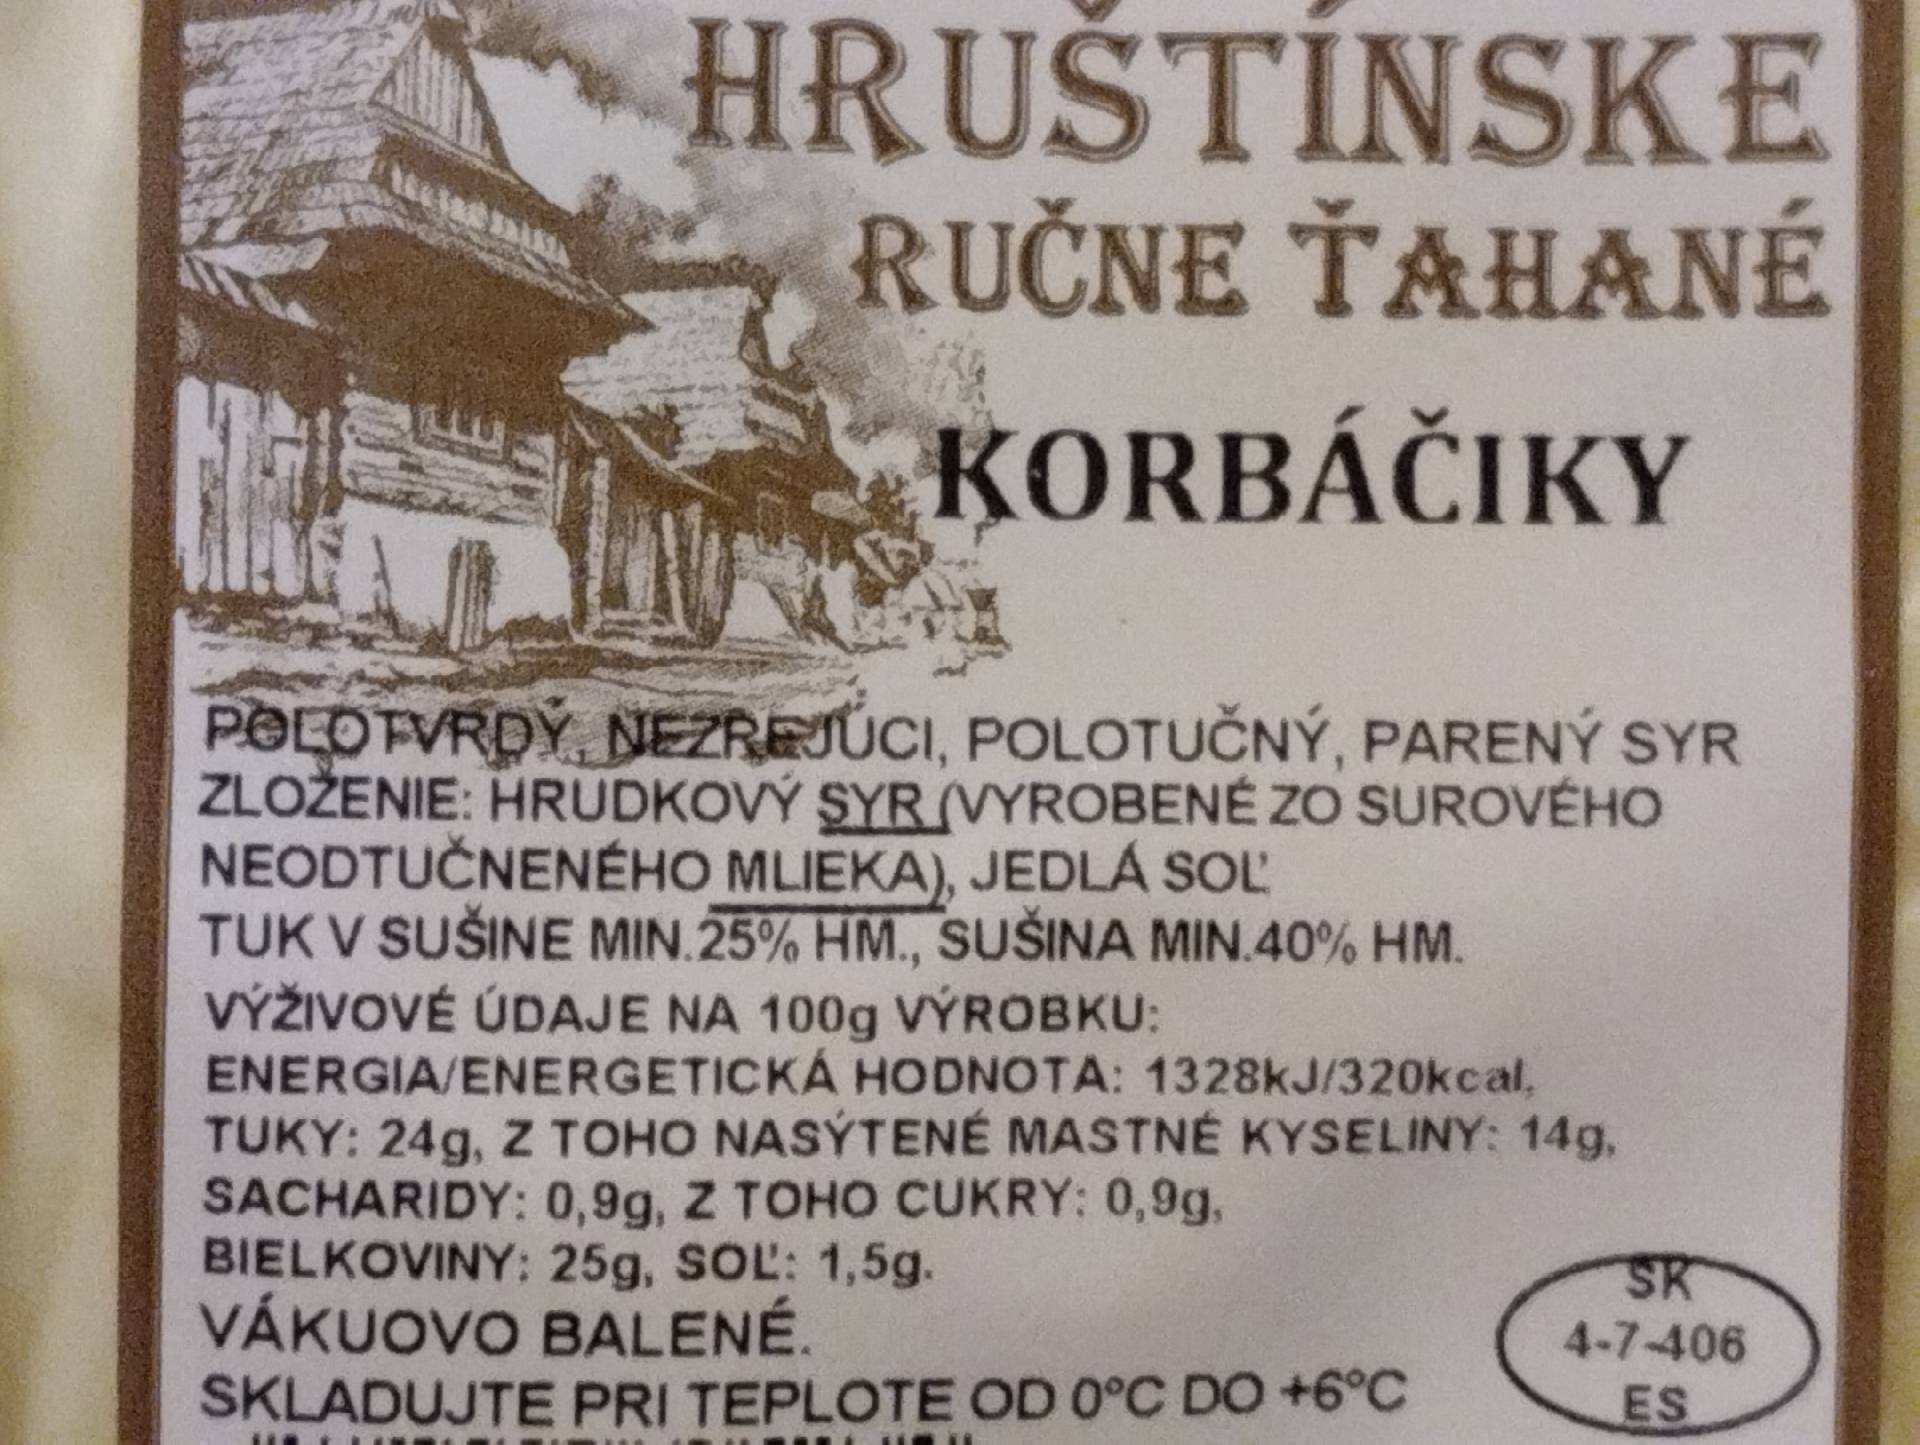 HRUŠTÍNSKE
RUČNE ŤAHANÉ
KORBÁČIKY
POLOTVRDÝ, NEZREJÚCI, POLOTUČNÝ, PARENÝ SYR
ZLOŽENIE: HRUDKOVÝ SYR (VYROBENÉ ZO SUROVÉHO
NEODTUČNENÉHO MLIEKA), JEDLÁ SOĽ
TUK V SUŠINE MIN.25% HM., SUŠINA MIN.40% HM.
VÝŽIVOVÉ ÚDAJE NA 100g VÝROBKU:
ENERGIA/ENERGETICKÁ HODNOTA: 1328kJ/320kcal,
TUKY: 24g, Z TOHO NASÝTENÉ MASTNÉ KYSELINY: 14g,
SACHARIDY: 0,9g, Z TOHO CUKRY: 0,9g,
BIELKOVINY: 25g, SOĽ: 1,5g.
VÁKUOVO BALENÉ.
SKLADUJTE PRI TEPLOTE OD 0°C DO +6°C
SK
4-7-406
ES